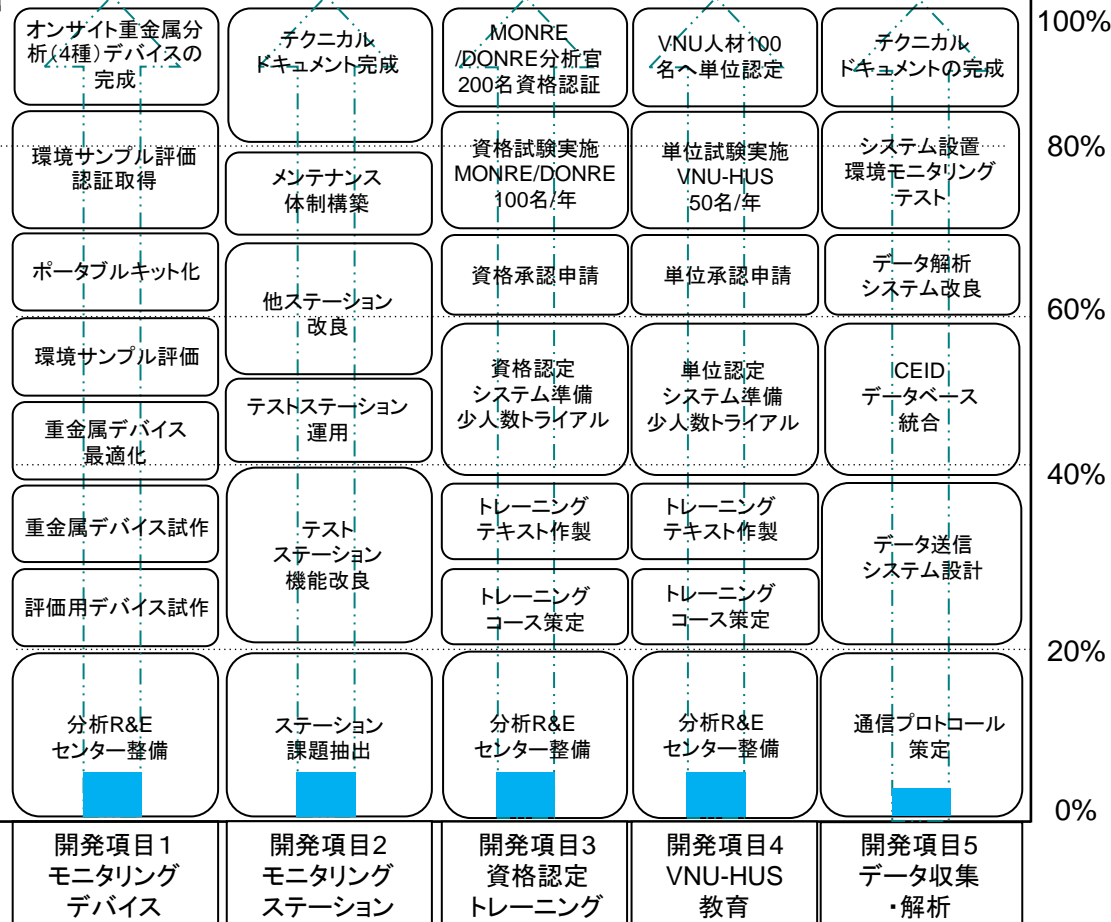 オンサイト重金属分
析(4種)デバイスの
完成
環境サンプル評価
認証取得
ポータブルキット化
環境サンプル評価
重金属デバイス
最適化
重金属デバイス試作
評価用デバイス試作
分析R&E
センター整備
開発項目1
モニタリング
デバイス
テクニカル
ドキュメント完成
メンテナンス
体制構築
他ステーション
改良
テストステーション
運用
テスト
ステーション
機能改良
ステーション
課題抽出
開発項目2
モニタリング
ステーション
MONRE
/DONRE分析官
200名資格認証
資格試験実施
MONRE/DONRE
100名/年
資格承認申請
資格認定
システム準備
少人数トライアル
トレーニング
テキスト作製
トレーニング
コース策定
分析R&E
センター整備
開発項目3
資格認定
トレーニング
VNU人材100
名へ単位認定
単位試験実施
VNU-HUS
50名/年
単位承認申請
単位認定
システム準備
少人数トライアル
トレーニング
テキスト作製
トレーニング
コース策定
分析R&E
センター整備
開発項目4
VNU-HUS
教育
テクニカル
ドキュメントの完成
システム設置
環境モニタリング
テスト
データ解析
システム改良
CEID
データベース
統合
データ送信
システム設計
通信プロトコール
策定
開発項目5
データ収集
・解析
100%
80%
60%
40%
20%
0%